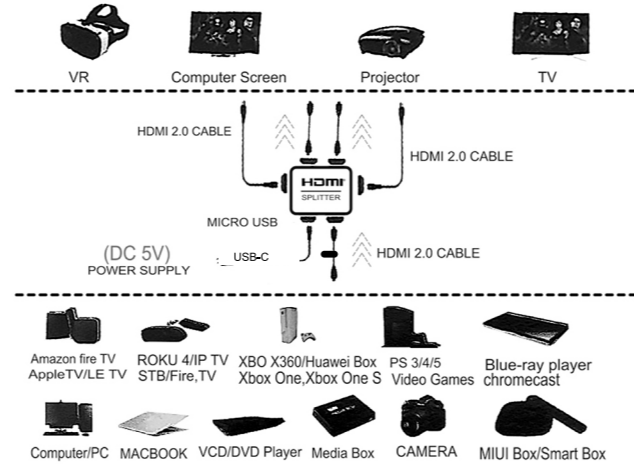 VR
Computer Screen
Projector
TV
HDMI 2.0 CABLE
HDMI 2.0 CABLE
HDMI
SPLITTER
MICRO USB
(DC 5V)
POWER SUPPLY
USB-C
HDMI 2.0 CABLE
Amazon fire TV
AppleTV/LE TV
ROKU 4/IP TV
STB/Fire,TV
XBO X360/Huawei Box
Xbox One,Xbox One S
PS 3/4/5
Video Games
Blue-ray player
chromecast
Computer/PC
MACBOOK
VCD/DVD Player
Media Box
CAMERA
MIUI Box/Smart Box